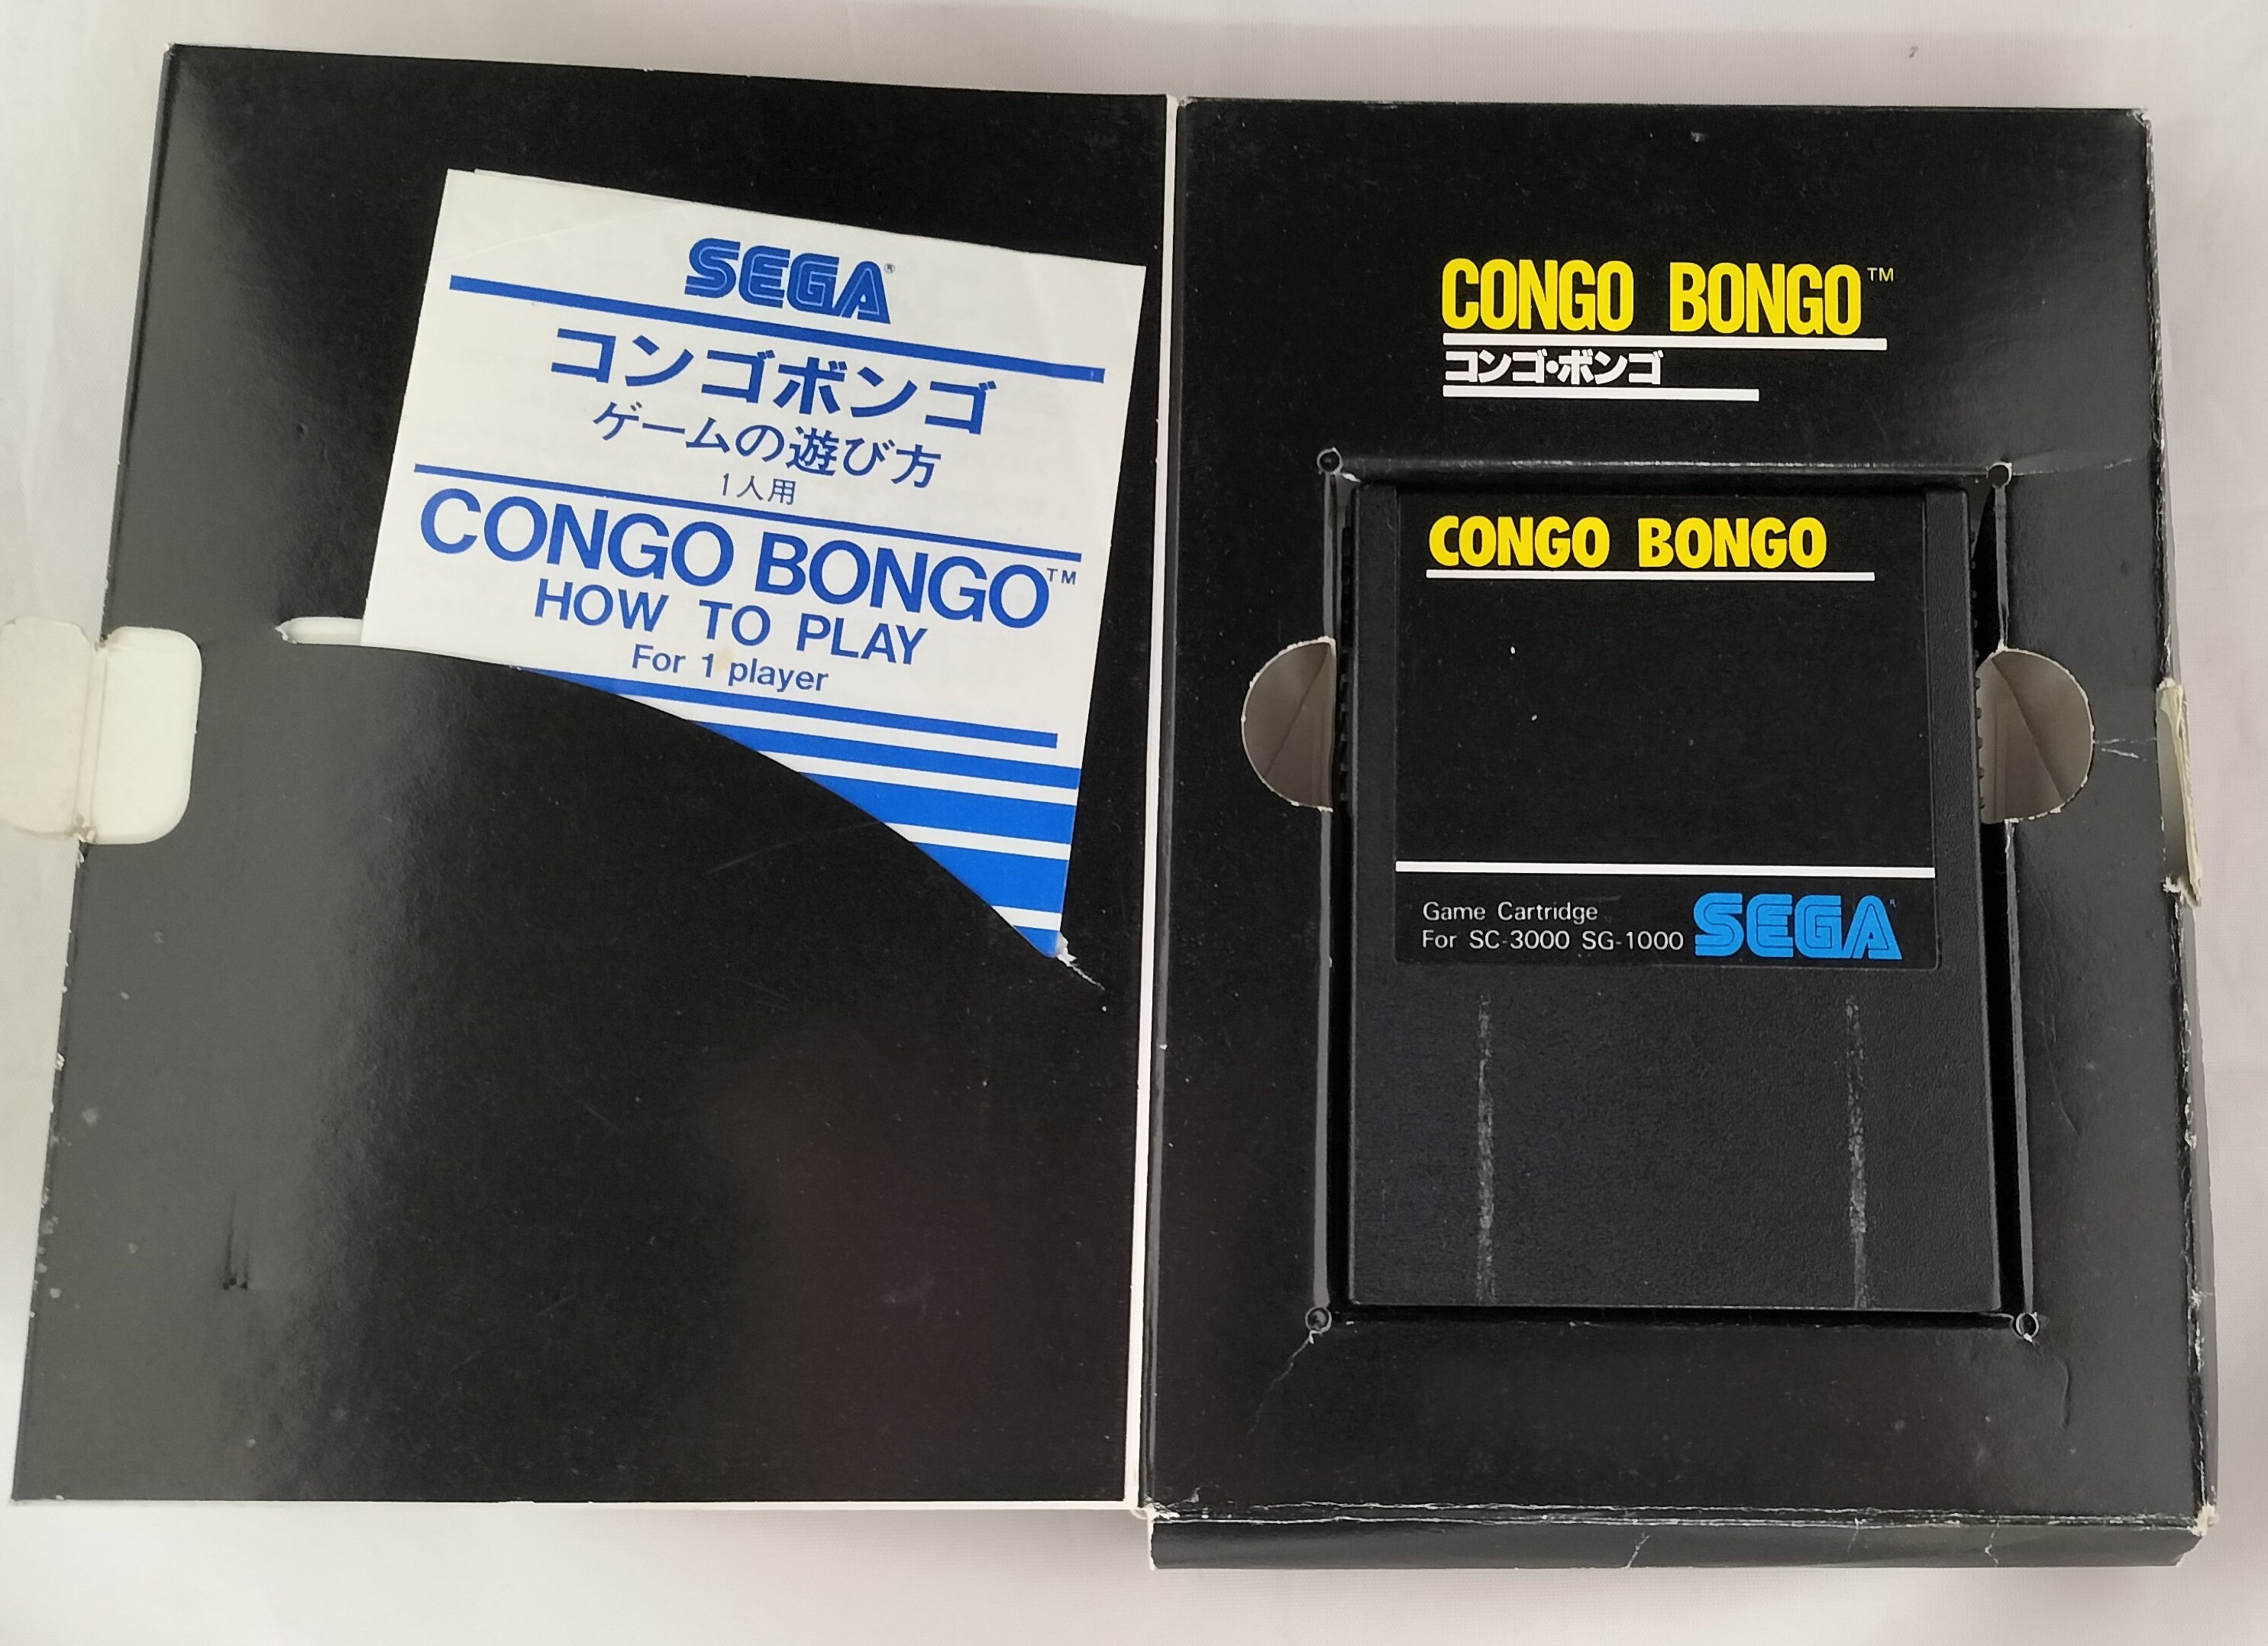 SEGA®
コンゴボンゴ
ゲームの遊び方
1人用
CONGO BONGO™
HOW TO PLAY
For 1 player
CONGO BONGO™
コンゴ・ボンゴ
CONGO BONGO
Game Cartridge
For SC-3000 SG-1000
SEGA